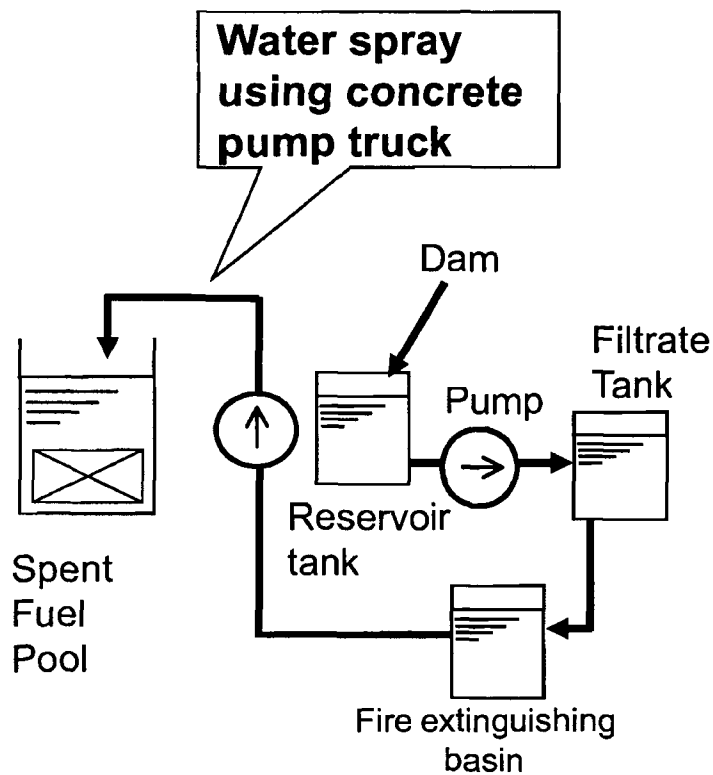 Water spray
using concrete
pump truck
Dam
Filtrate
Tank
Pump
Reservoir
tank
Spent
Fuel
Pool
Fire extinguishing
basin